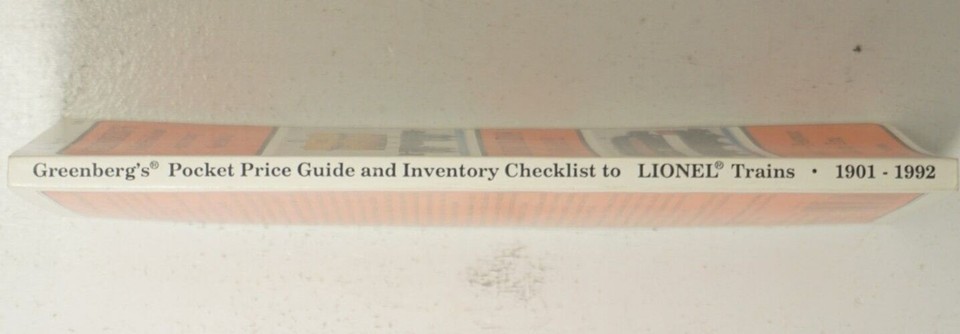 Greenberg's® Pocket Price Guide and Inventory Checklist to LIONEL® Trains • 1901 - 1992